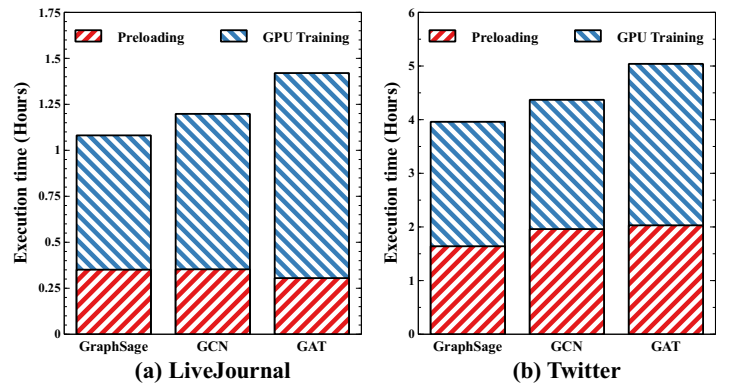 1.75
1.5
1.25
1
0.75
0.5
0.25
0
Execution time (Hours)
Preloading
GPU Training
GraphSage
GCN
GAT
(a) LiveJournal
6
5
4
3
2
1
0
Execution time (Hours)
Preloading
GPU Training
GraphSage
GCN
GAT
(b) Twitter